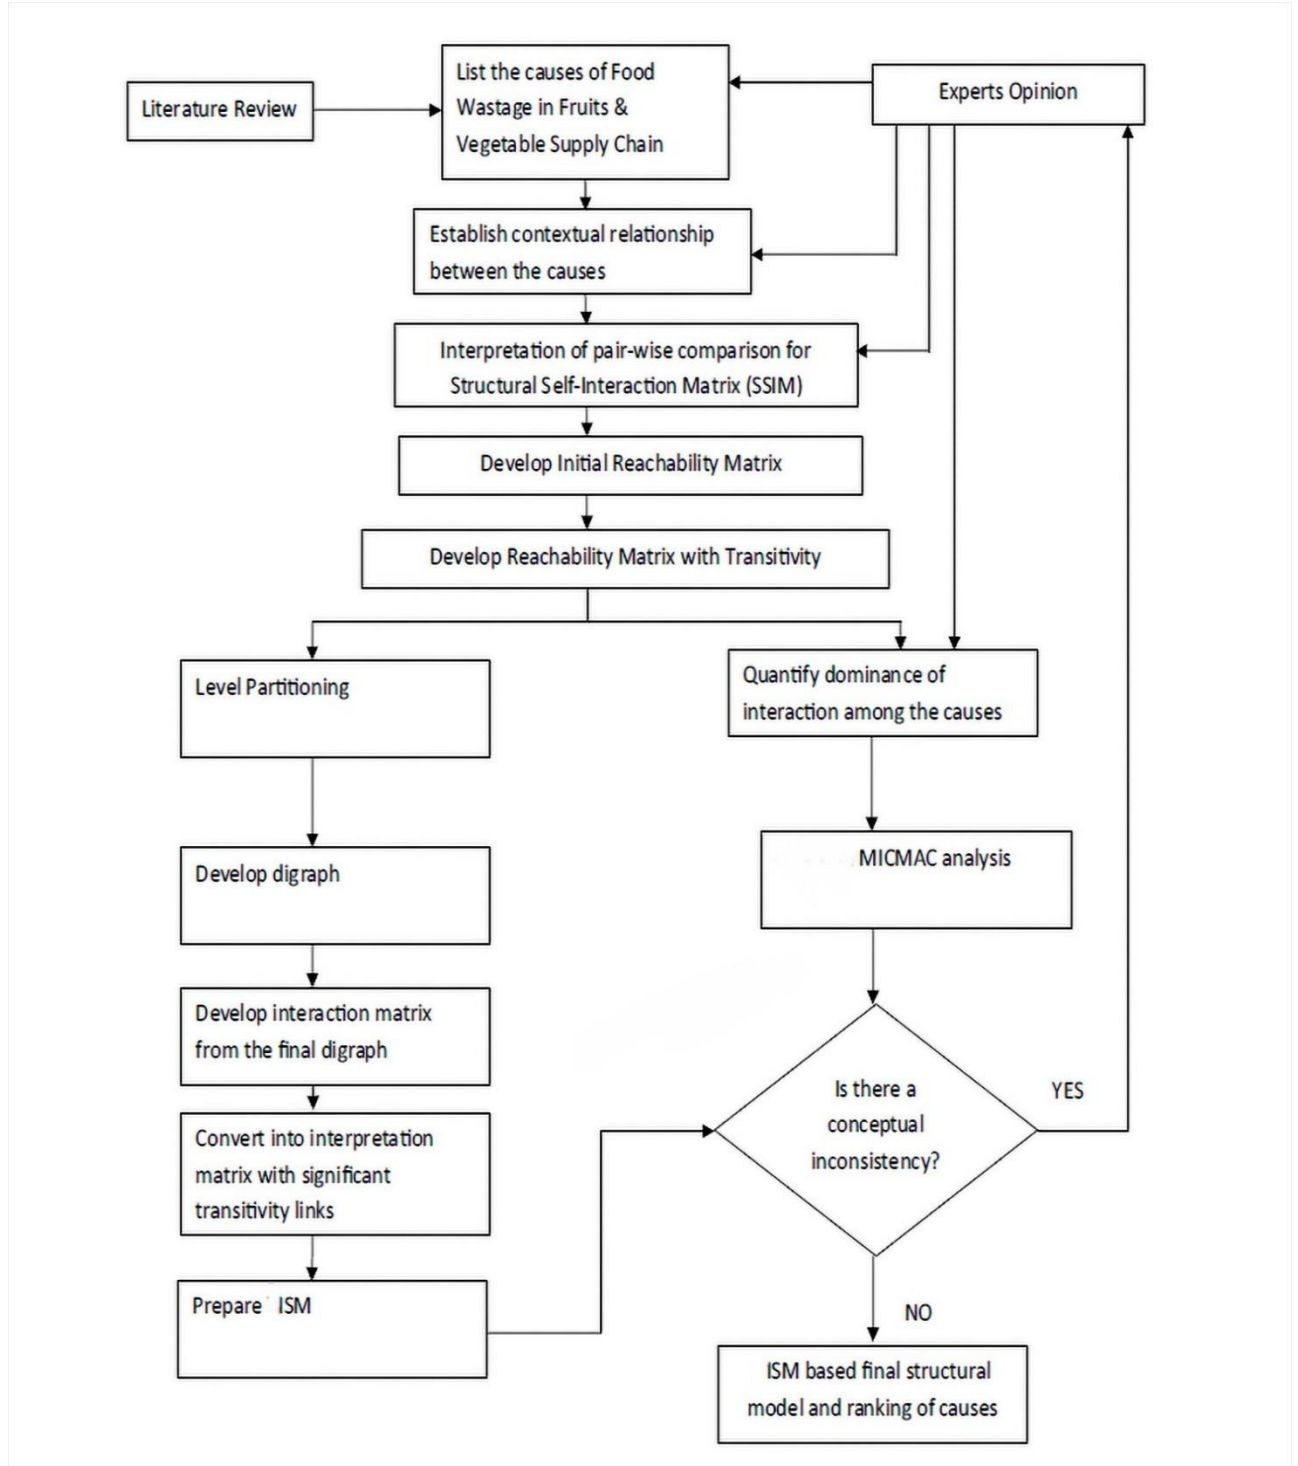 Literature Review
List the causes of Food
Wastage in Fruits &
Vegetable Supply Chain
Experts Opinion
Establish contextual relationship
between the causes
Interpretation of pair-wise comparison for
Structural Self-Interaction Matrix (SSIM)
Develop Initial Reachability Matrix
Develop Reachability Matrix with Transitivity
Level Partitioning
Quantify dominance of
interaction among the causes
Develop digraph
MICMAC analysis
Develop interaction matrix
from the final digraph
Convert into interpretation
matrix with significant
transitivity links
Prepare ISM
Is there a
conceptual
inconsistency?
YES
NO
ISM based final structural
model and ranking of causes